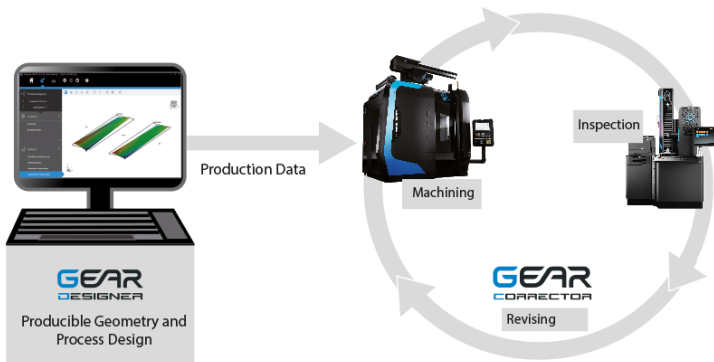 Production Data
Machining
Inspection
GEAR
DESIGNER
Producible Geometry and
Process Design
GEAR
CORRECTOR
Revising